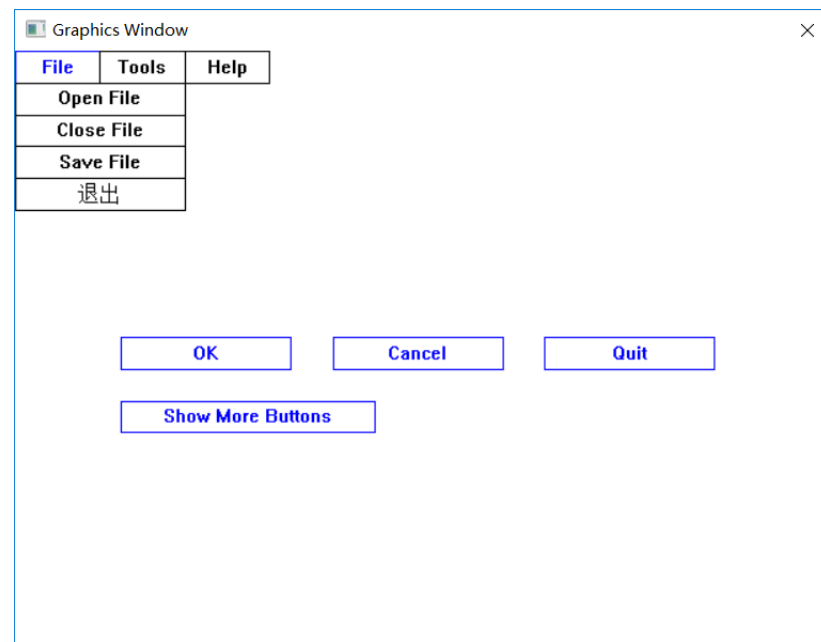 Graphics Window
File Tools Help
Open File
Close File
Save File
退出
OK Cancel Quit
Show More Buttons